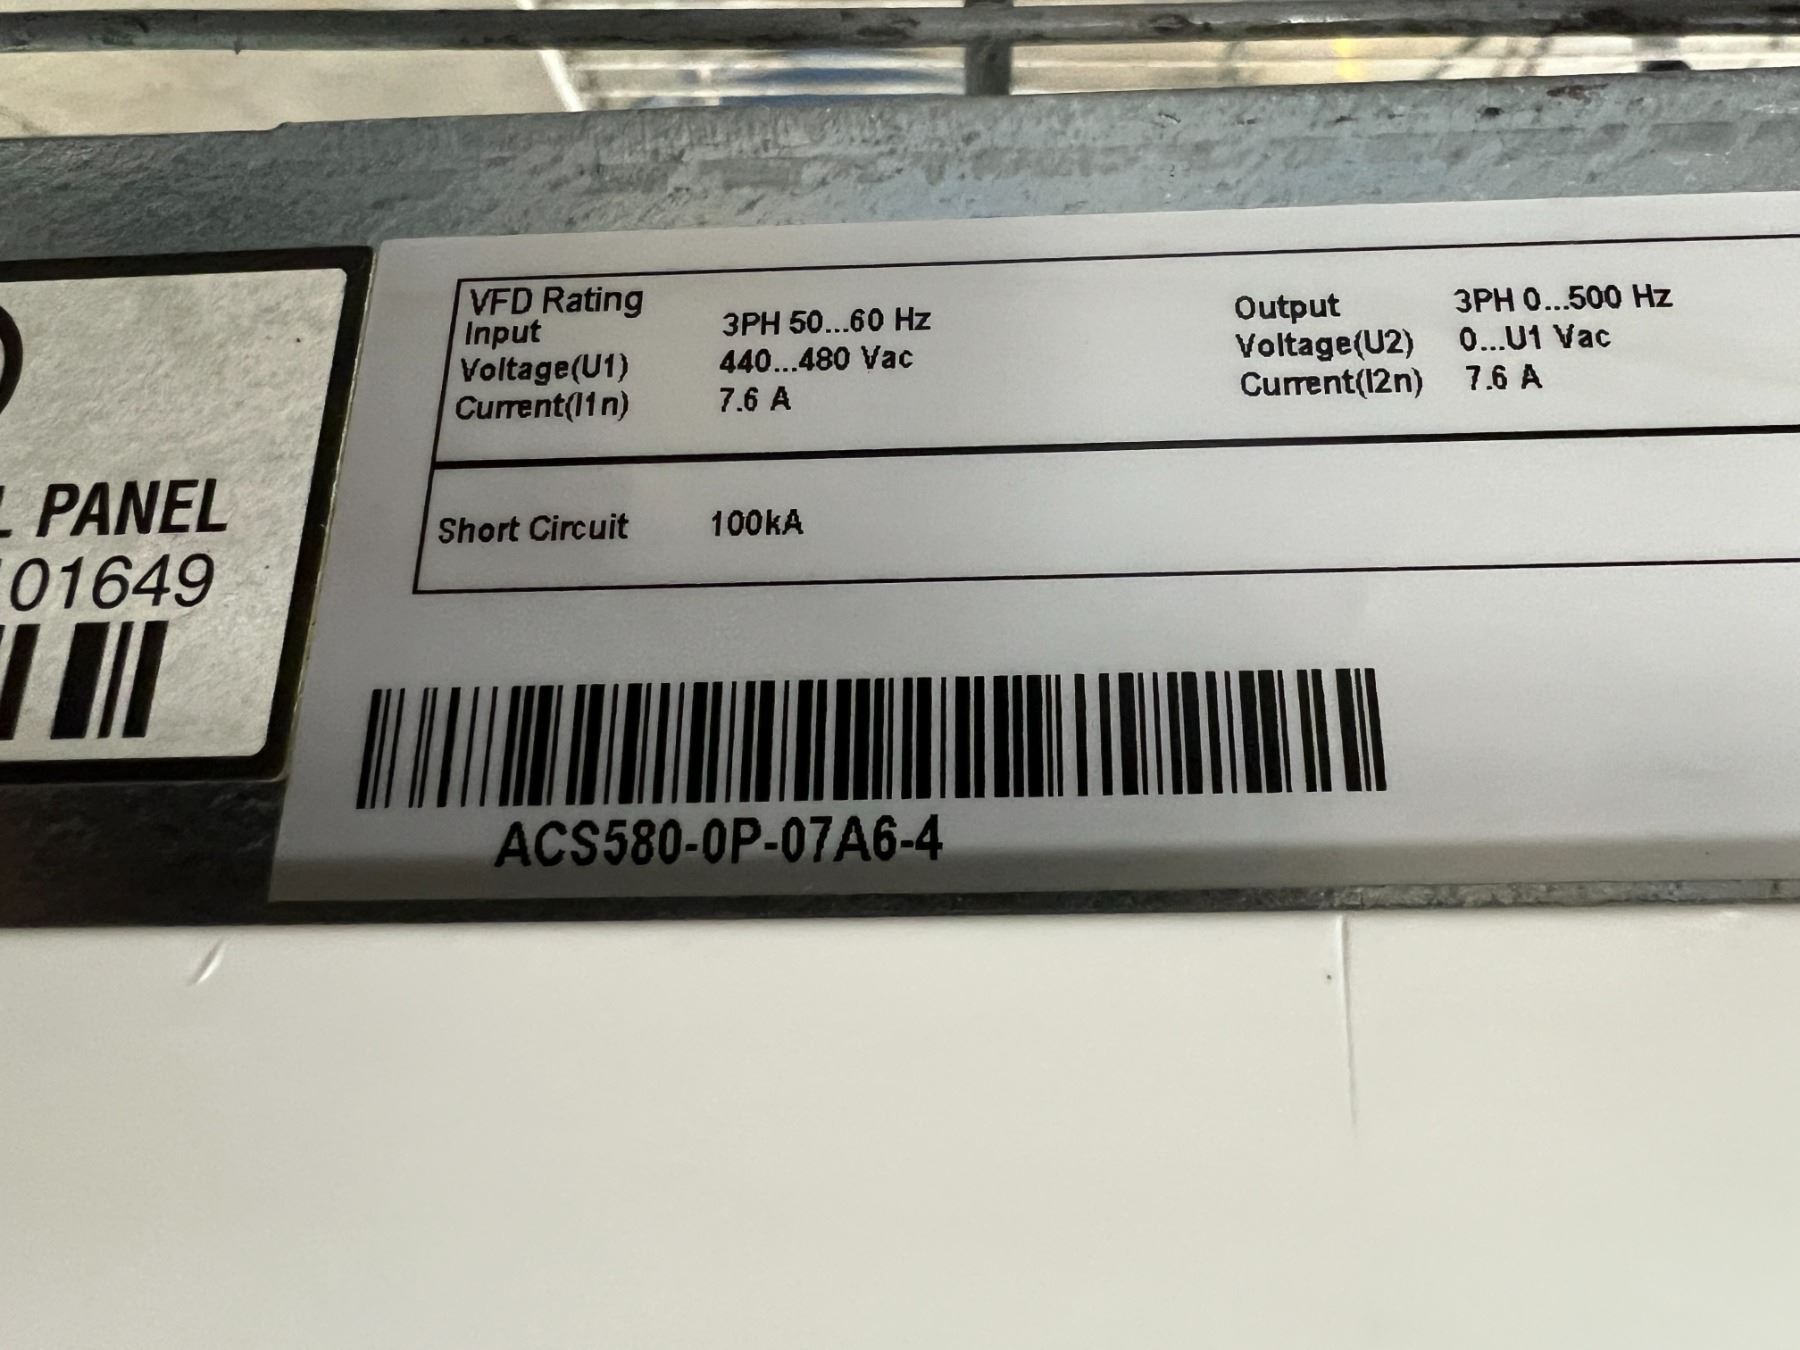 VFD Rating
Input 3PH 50...60 Hz Output 3PH 0...500 Hz
Voltage(U1) 440...480 Vac Voltage(U2) 0...U1 Vac
Current(I1n) 7.6 A Current(I2n) 7.6 A
Short Circuit 100kA
ACS580-0P-07A6-4
L PANEL
01649